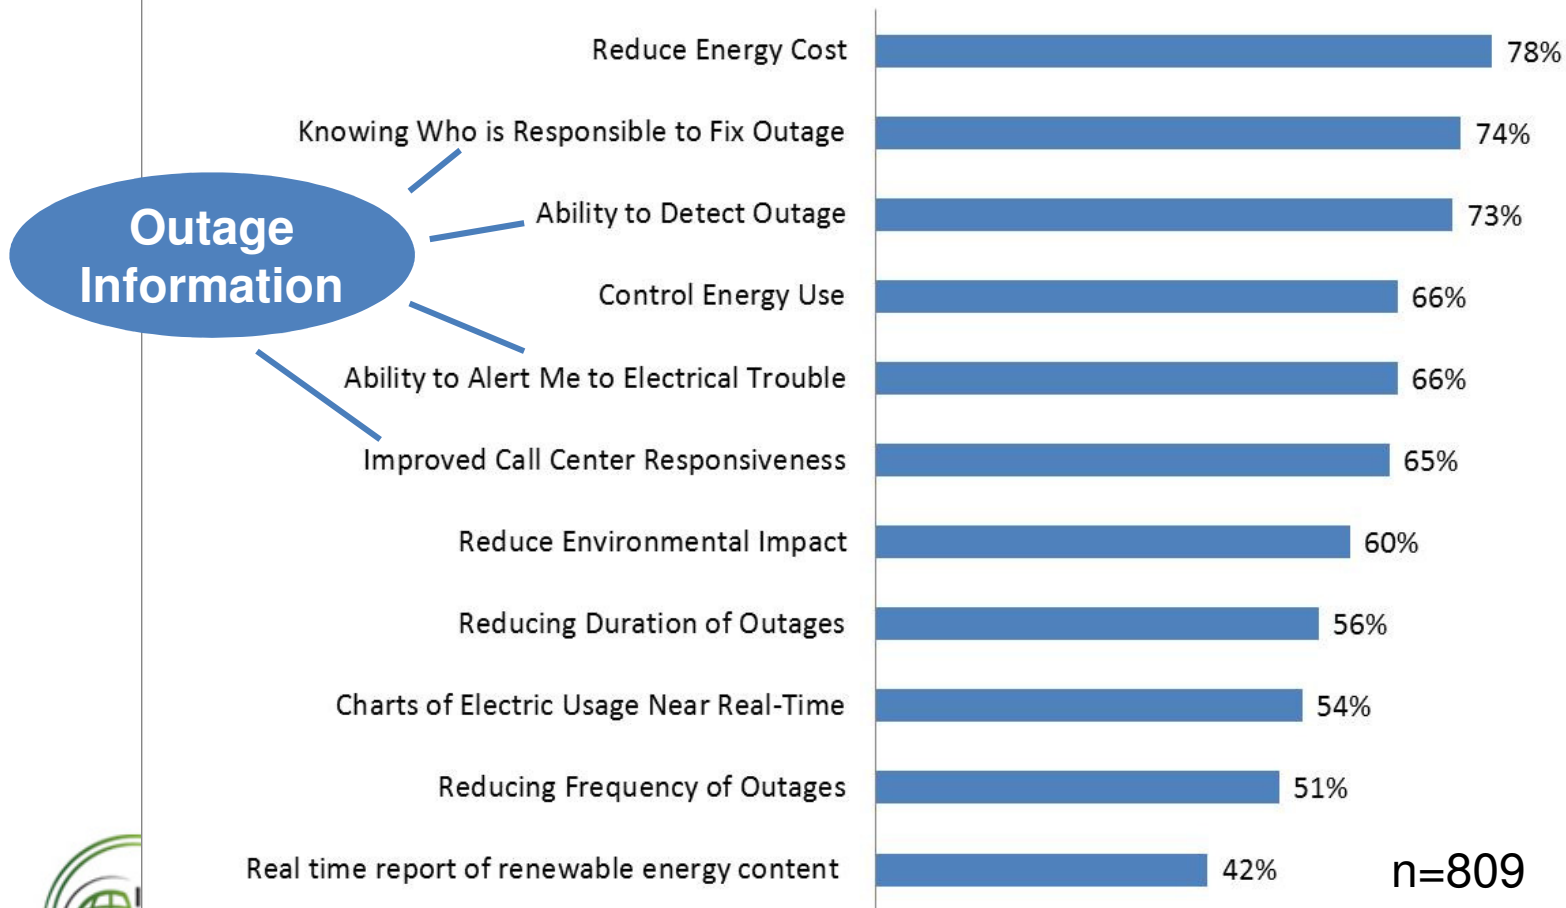 Reduce Energy Cost 78%
Knowing Who is Responsible to Fix Outage 74%
Ability to Detect Outage 73%
Outage
Information
Control Energy Use 66%
Ability to Alert Me to Electrical Trouble 66%
Improved Call Center Responsiveness 65%
Reduce Environmental Impact 60%
Reducing Duration of Outages 56%
Charts of Electric Usage Near Real-Time 54%
Reducing Frequency of Outages 51%
Real time report of renewable energy content 42%
n=809